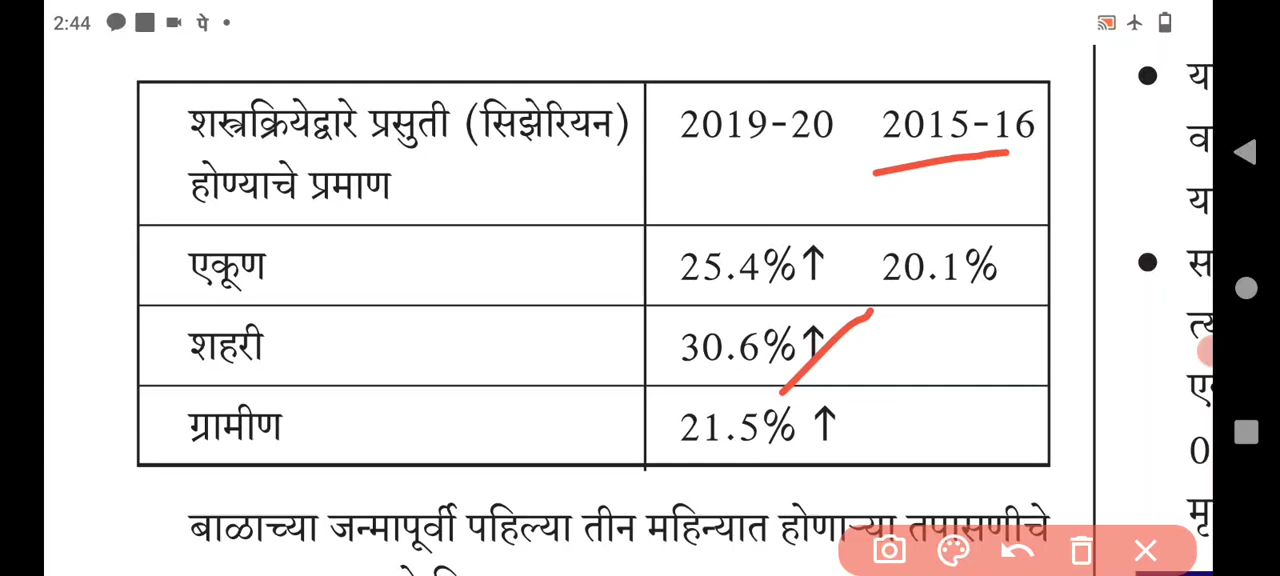 2:44 पे
शस्त्रक्रियेद्वारे प्रसुती (सिझेरियन) 2019-20 2015-16
होण्याचे प्रमाण
एकूण 25.4%↑ 20.1%
शहरी 30.6%↑
ग्रामीण 21.5% ↑
बाळाच्या जन्मापूर्वी पहिल्या तीन महिन्यात होणाऱ्या तपासणीचे